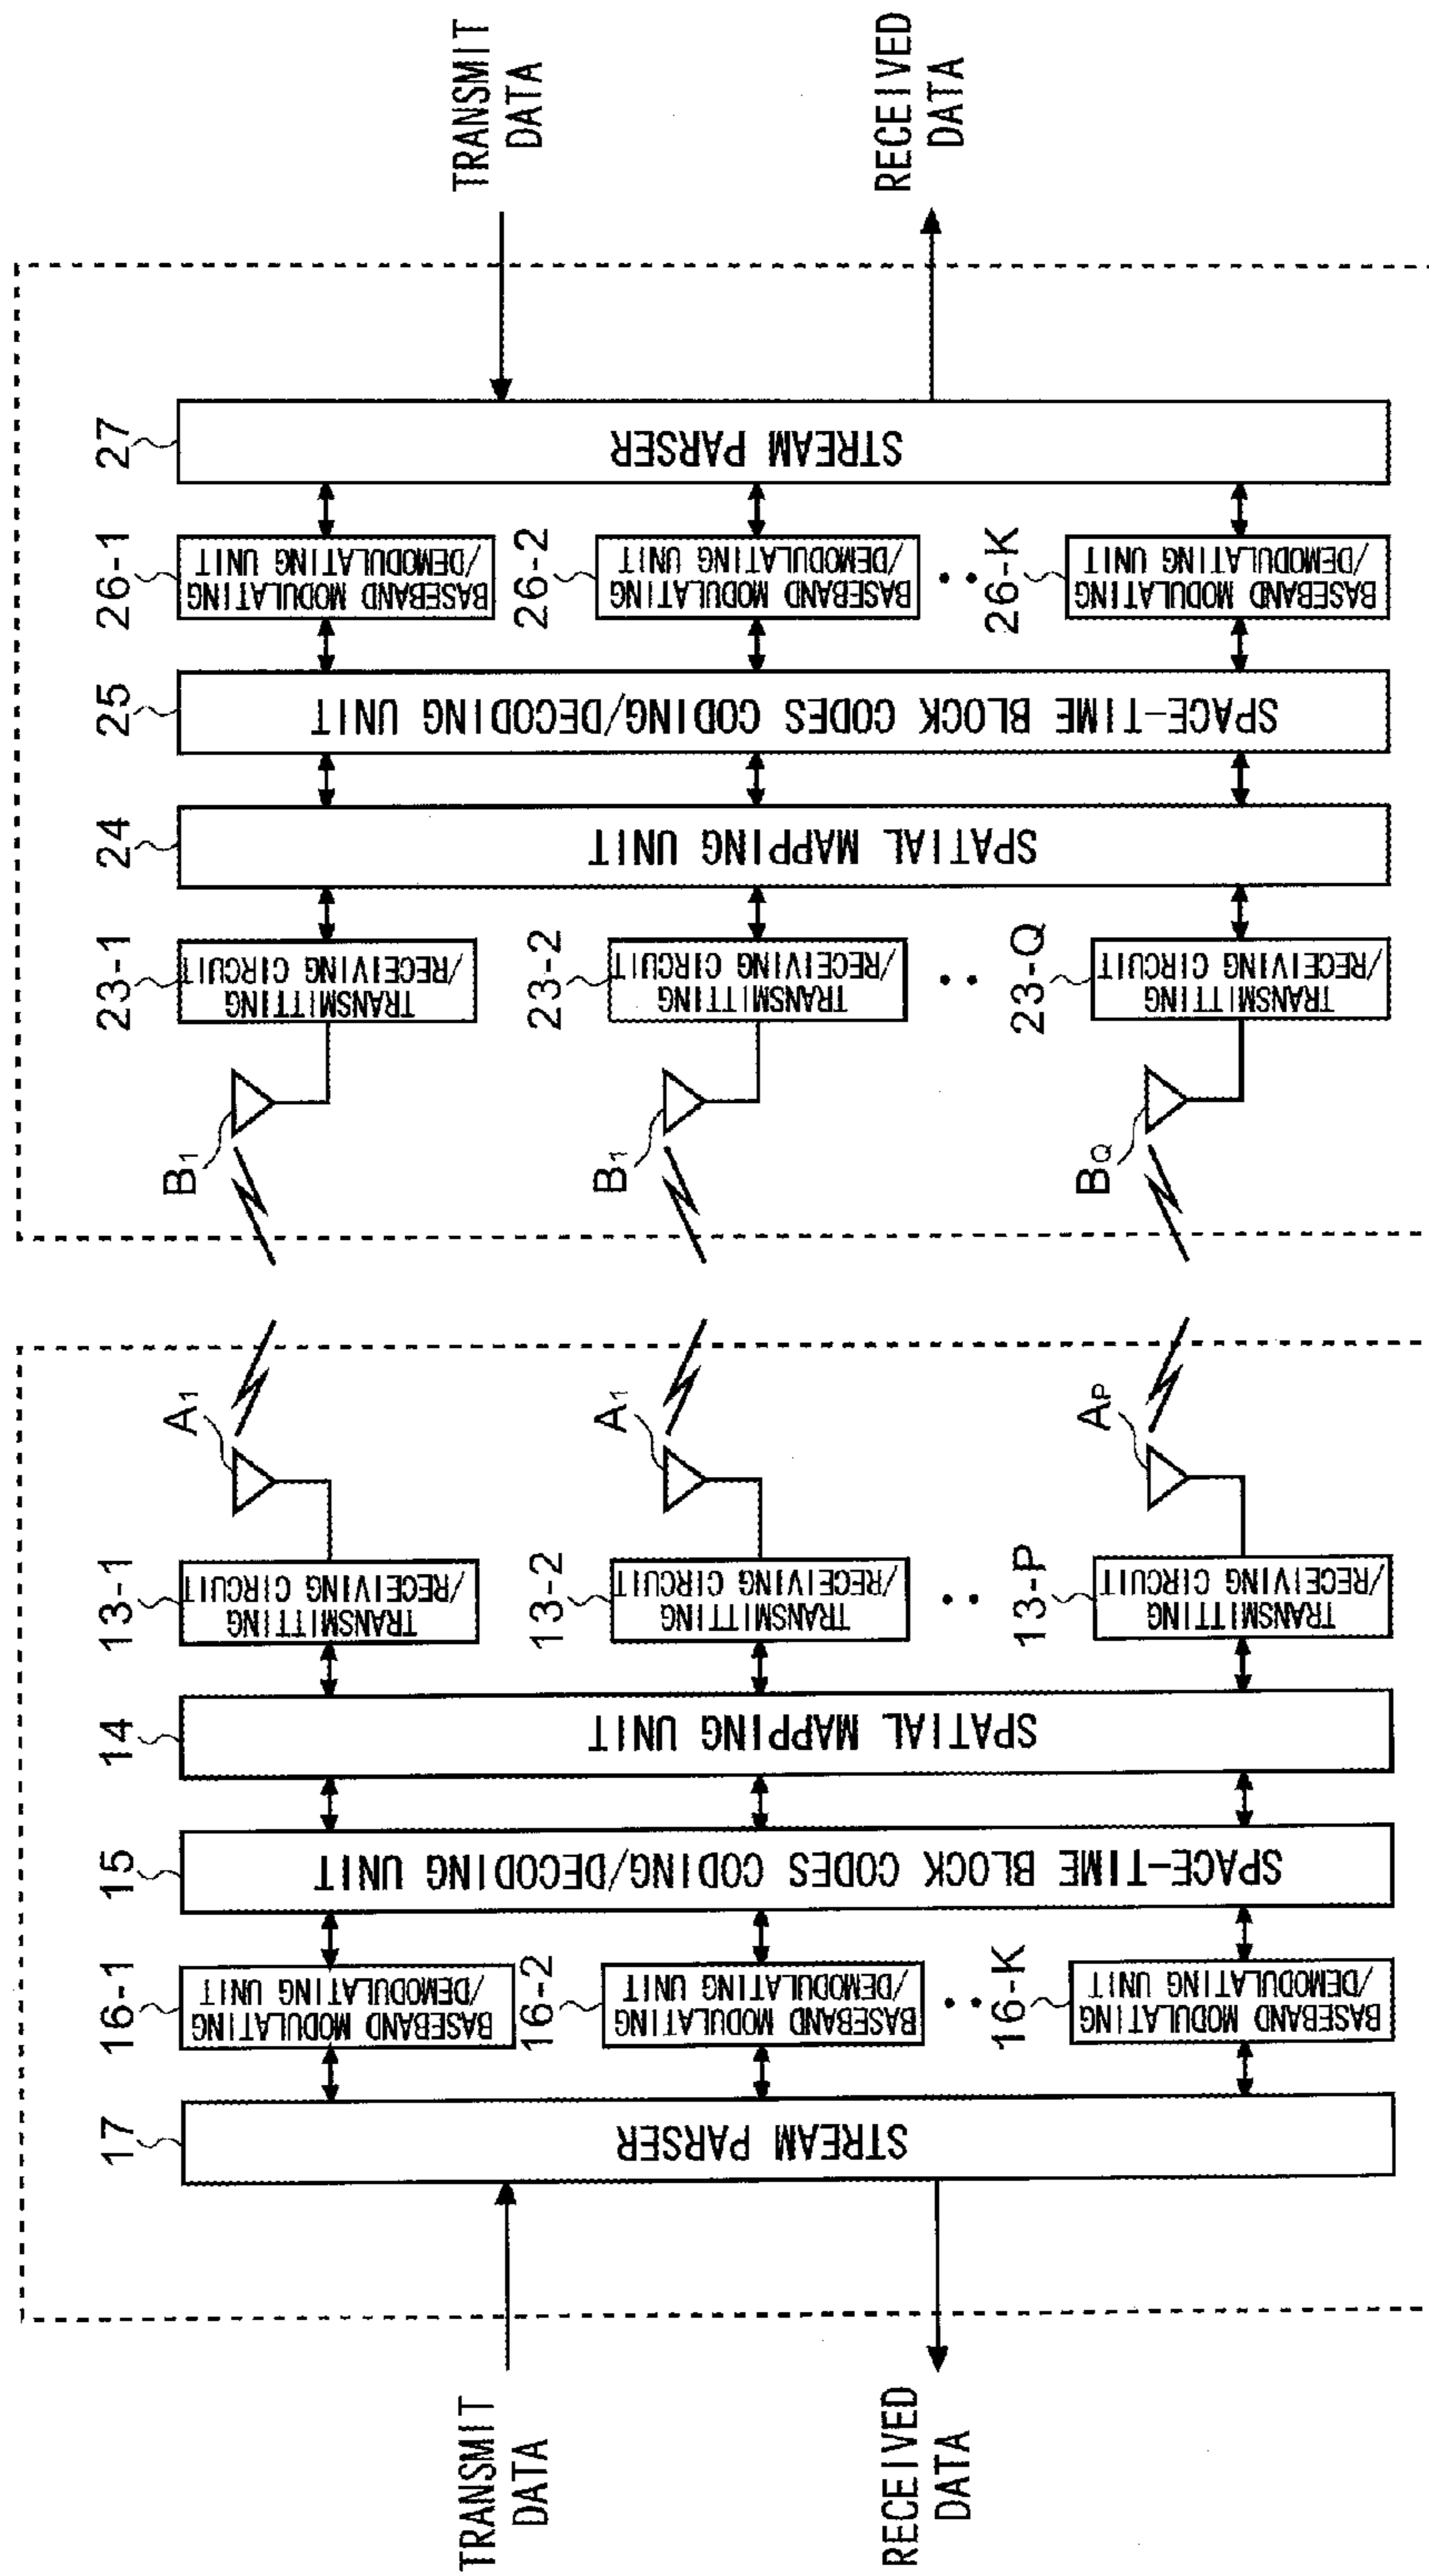 TRANSMIT
DATA
RECEIVED
DATA
17
STREAM PARSER
16-1
BASEBAND MODULATING
/DEMODULATING UNIT
16-2
BASEBAND MODULATING
/DEMODULATING UNIT
16-K
BASEBAND MODULATING
/DEMODULATING UNIT
15
SPACE-TIME BLOCK CODES CODING/DECODING UNIT
14
SPATIAL MAPPING UNIT
13-1
TRANSMITTING
/RECEIVING CIRCUIT
13-2
TRANSMITTING
/RECEIVING CIRCUIT
13-P
TRANSMITTING
/RECEIVING CIRCUIT
A1
A1
AP
B1
B1
BQ
23-1
TRANSMITTING
/RECEIVING CIRCUIT
23-2
TRANSMITTING
/RECEIVING CIRCUIT
23-Q
TRANSMITTING
/RECEIVING CIRCUIT
24
SPATIAL MAPPING UNIT
25
SPACE-TIME BLOCK CODES CODING/DECODING UNIT
26-1
BASEBAND MODULATING
/DEMODULATING UNIT
26-2
BASEBAND MODULATING
/DEMODULATING UNIT
26-K
BASEBAND MODULATING
/DEMODULATING UNIT
27
STREAM PARSER
TRANSMIT
DATA
RECEIVED
DATA